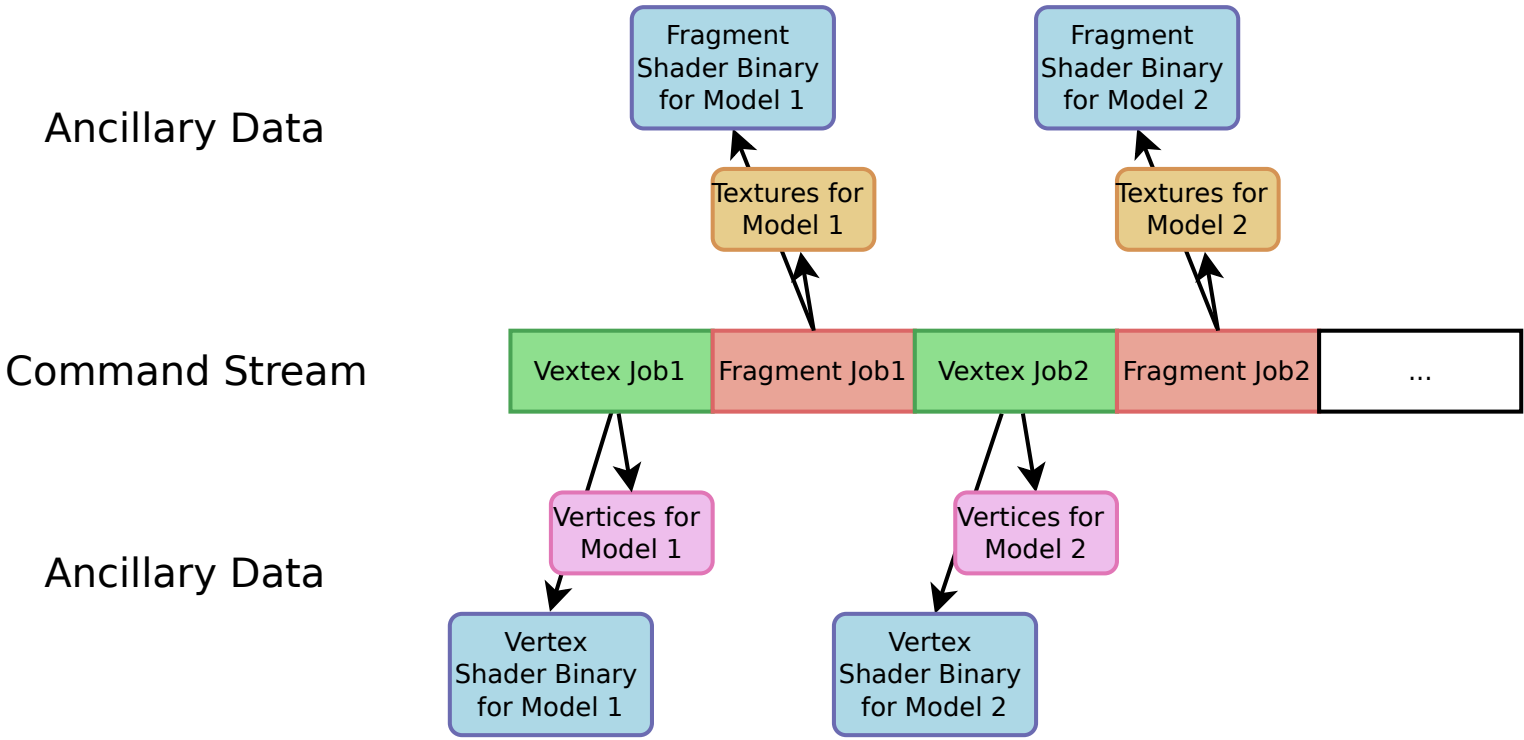 Fragment
Shader Binary
for Model 1
Fragment
Shader Binary
for Model 2
Ancillary Data
Textures for
Model 1
Textures for
Model 2
Command Stream
Vextex Job1
Fragment Job1
Vextex Job2
Fragment Job2
...
Vertices for
Model 1
Vertices for
Model 2
Ancillary Data
Vertex
Shader Binary
for Model 1
Vertex
Shader Binary
for Model 2